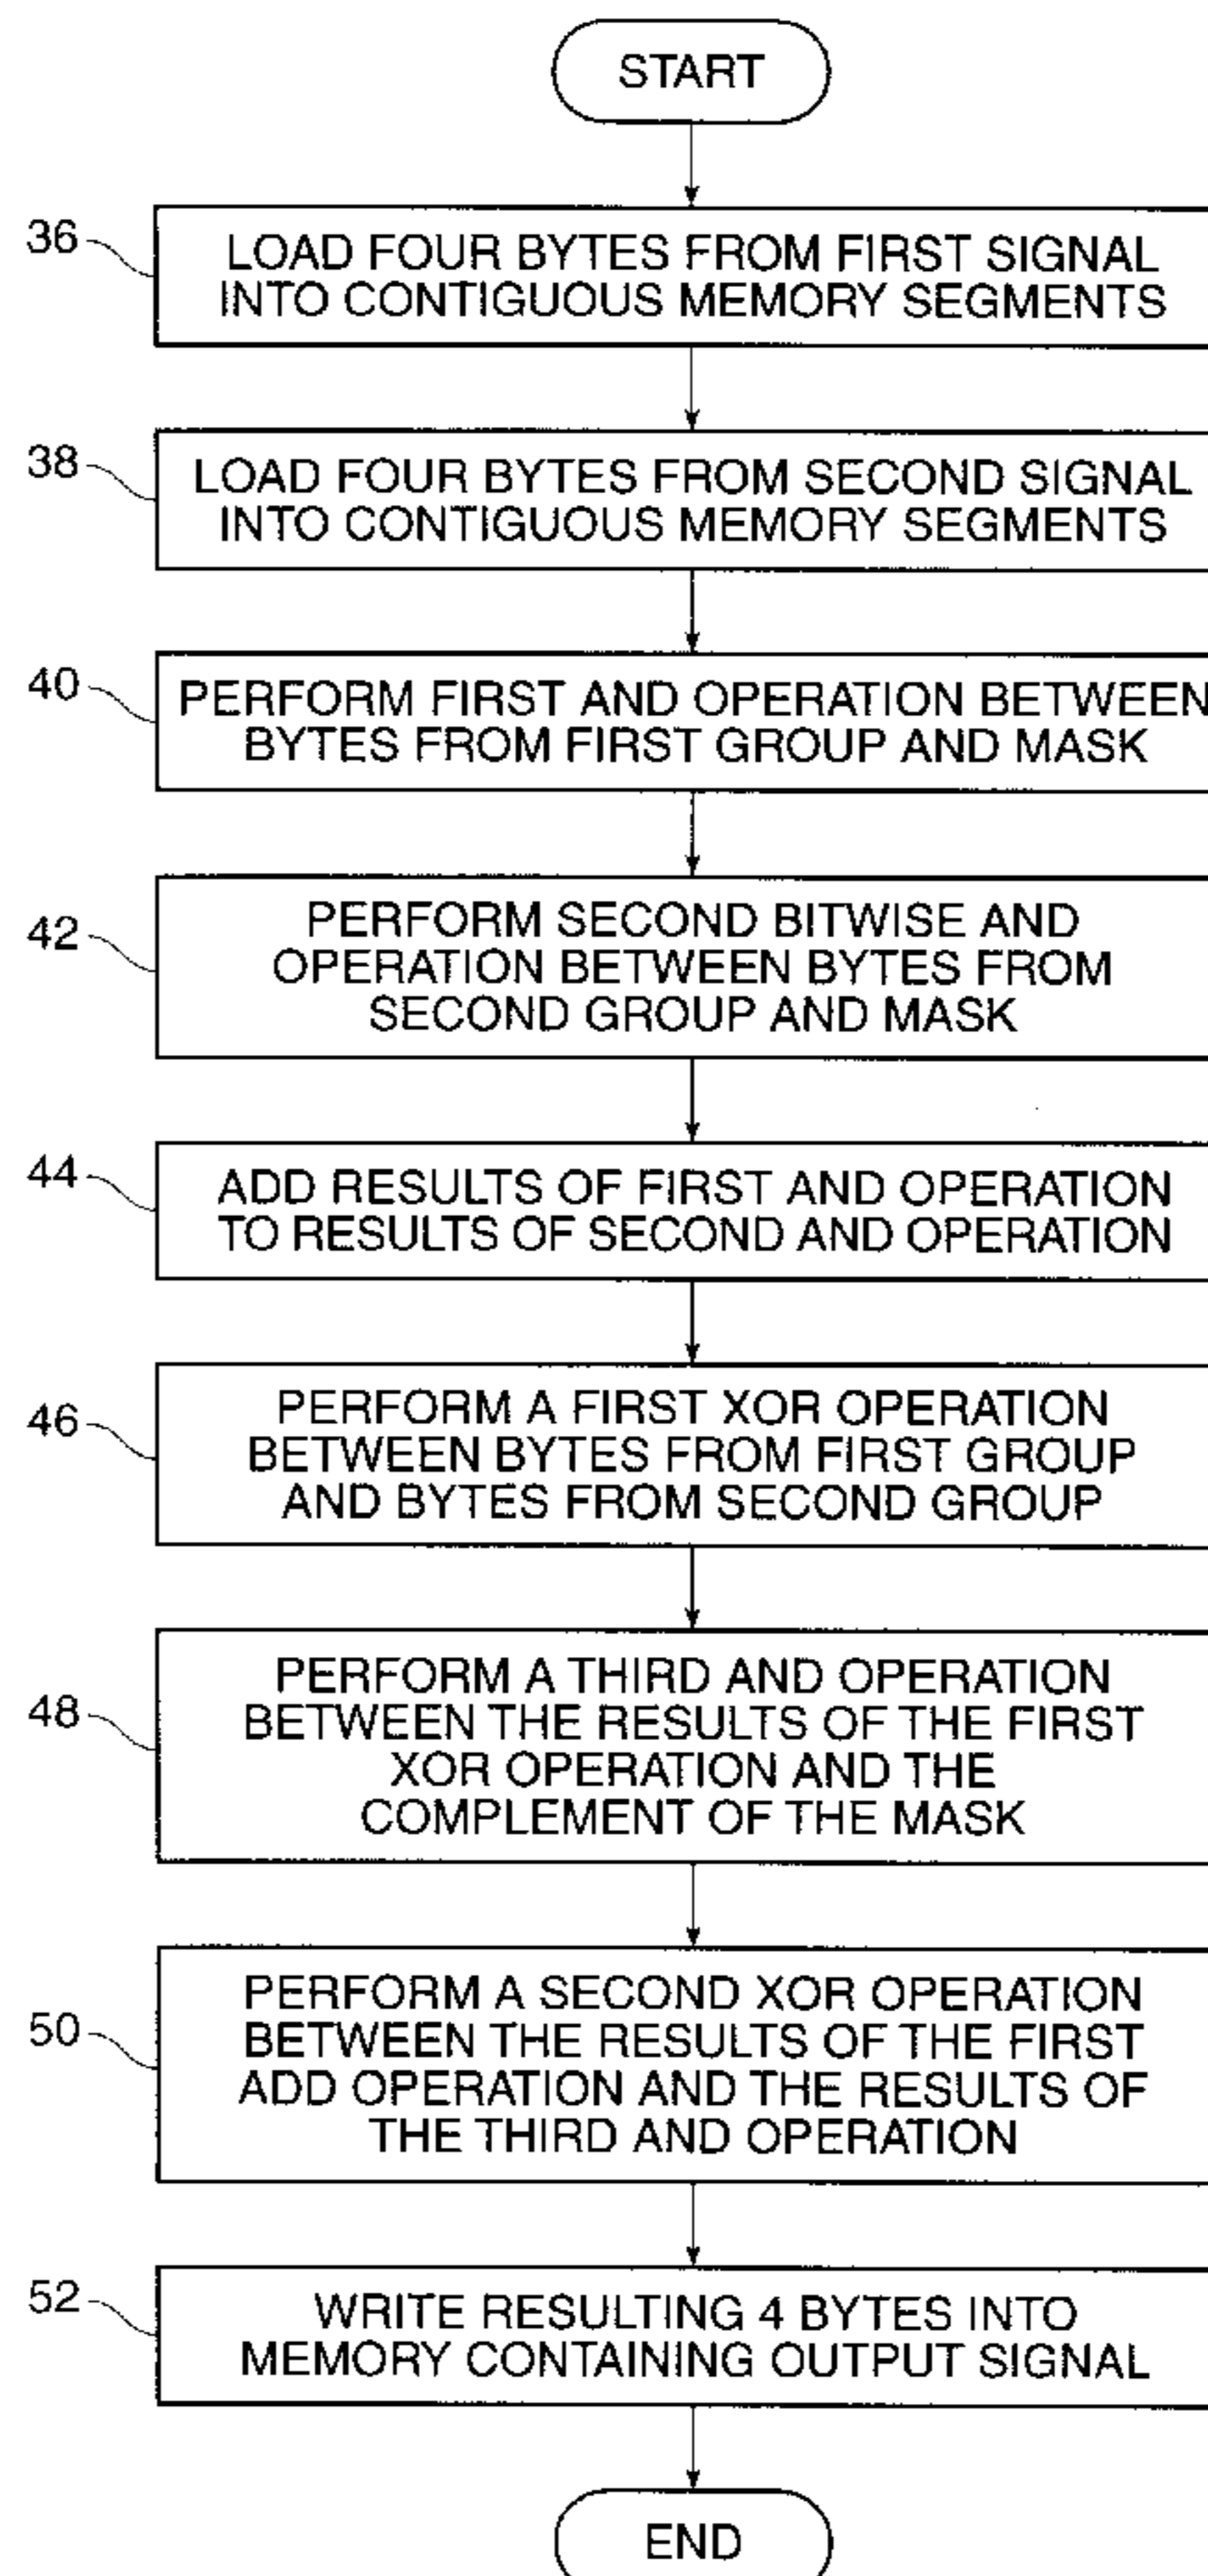 START
36
LOAD FOUR BYTES FROM FIRST SIGNAL
INTO CONTIGUOUS MEMORY SEGMENTS
38
LOAD FOUR BYTES FROM SECOND SIGNAL
INTO CONTIGUOUS MEMORY SEGMENTS
40
PERFORM FIRST AND OPERATION BETWEEN
BYTES FROM FIRST GROUP AND MASK
42
PERFORM SECOND BITWISE AND
OPERATION BETWEEN BYTES FROM
SECOND GROUP AND MASK
44
ADD RESULTS OF FIRST AND OPERATION
TO RESULTS OF SECOND AND OPERATION
46
PERFORM A FIRST XOR OPERATION
BETWEEN BYTES FROM FIRST GROUP
AND BYTES FROM SECOND GROUP
48
PERFORM A THIRD AND OPERATION
BETWEEN THE RESULTS OF THE FIRST
XOR OPERATION AND THE
COMPLEMENT OF THE MASK
50
PERFORM A SECOND XOR OPERATION
BETWEEN THE RESULTS OF THE FIRST
ADD OPERATION AND THE RESULTS OF
THE THIRD AND OPERATION
52
WRITE RESULTING 4 BYTES INTO
MEMORY CONTAINING OUTPUT SIGNAL
END